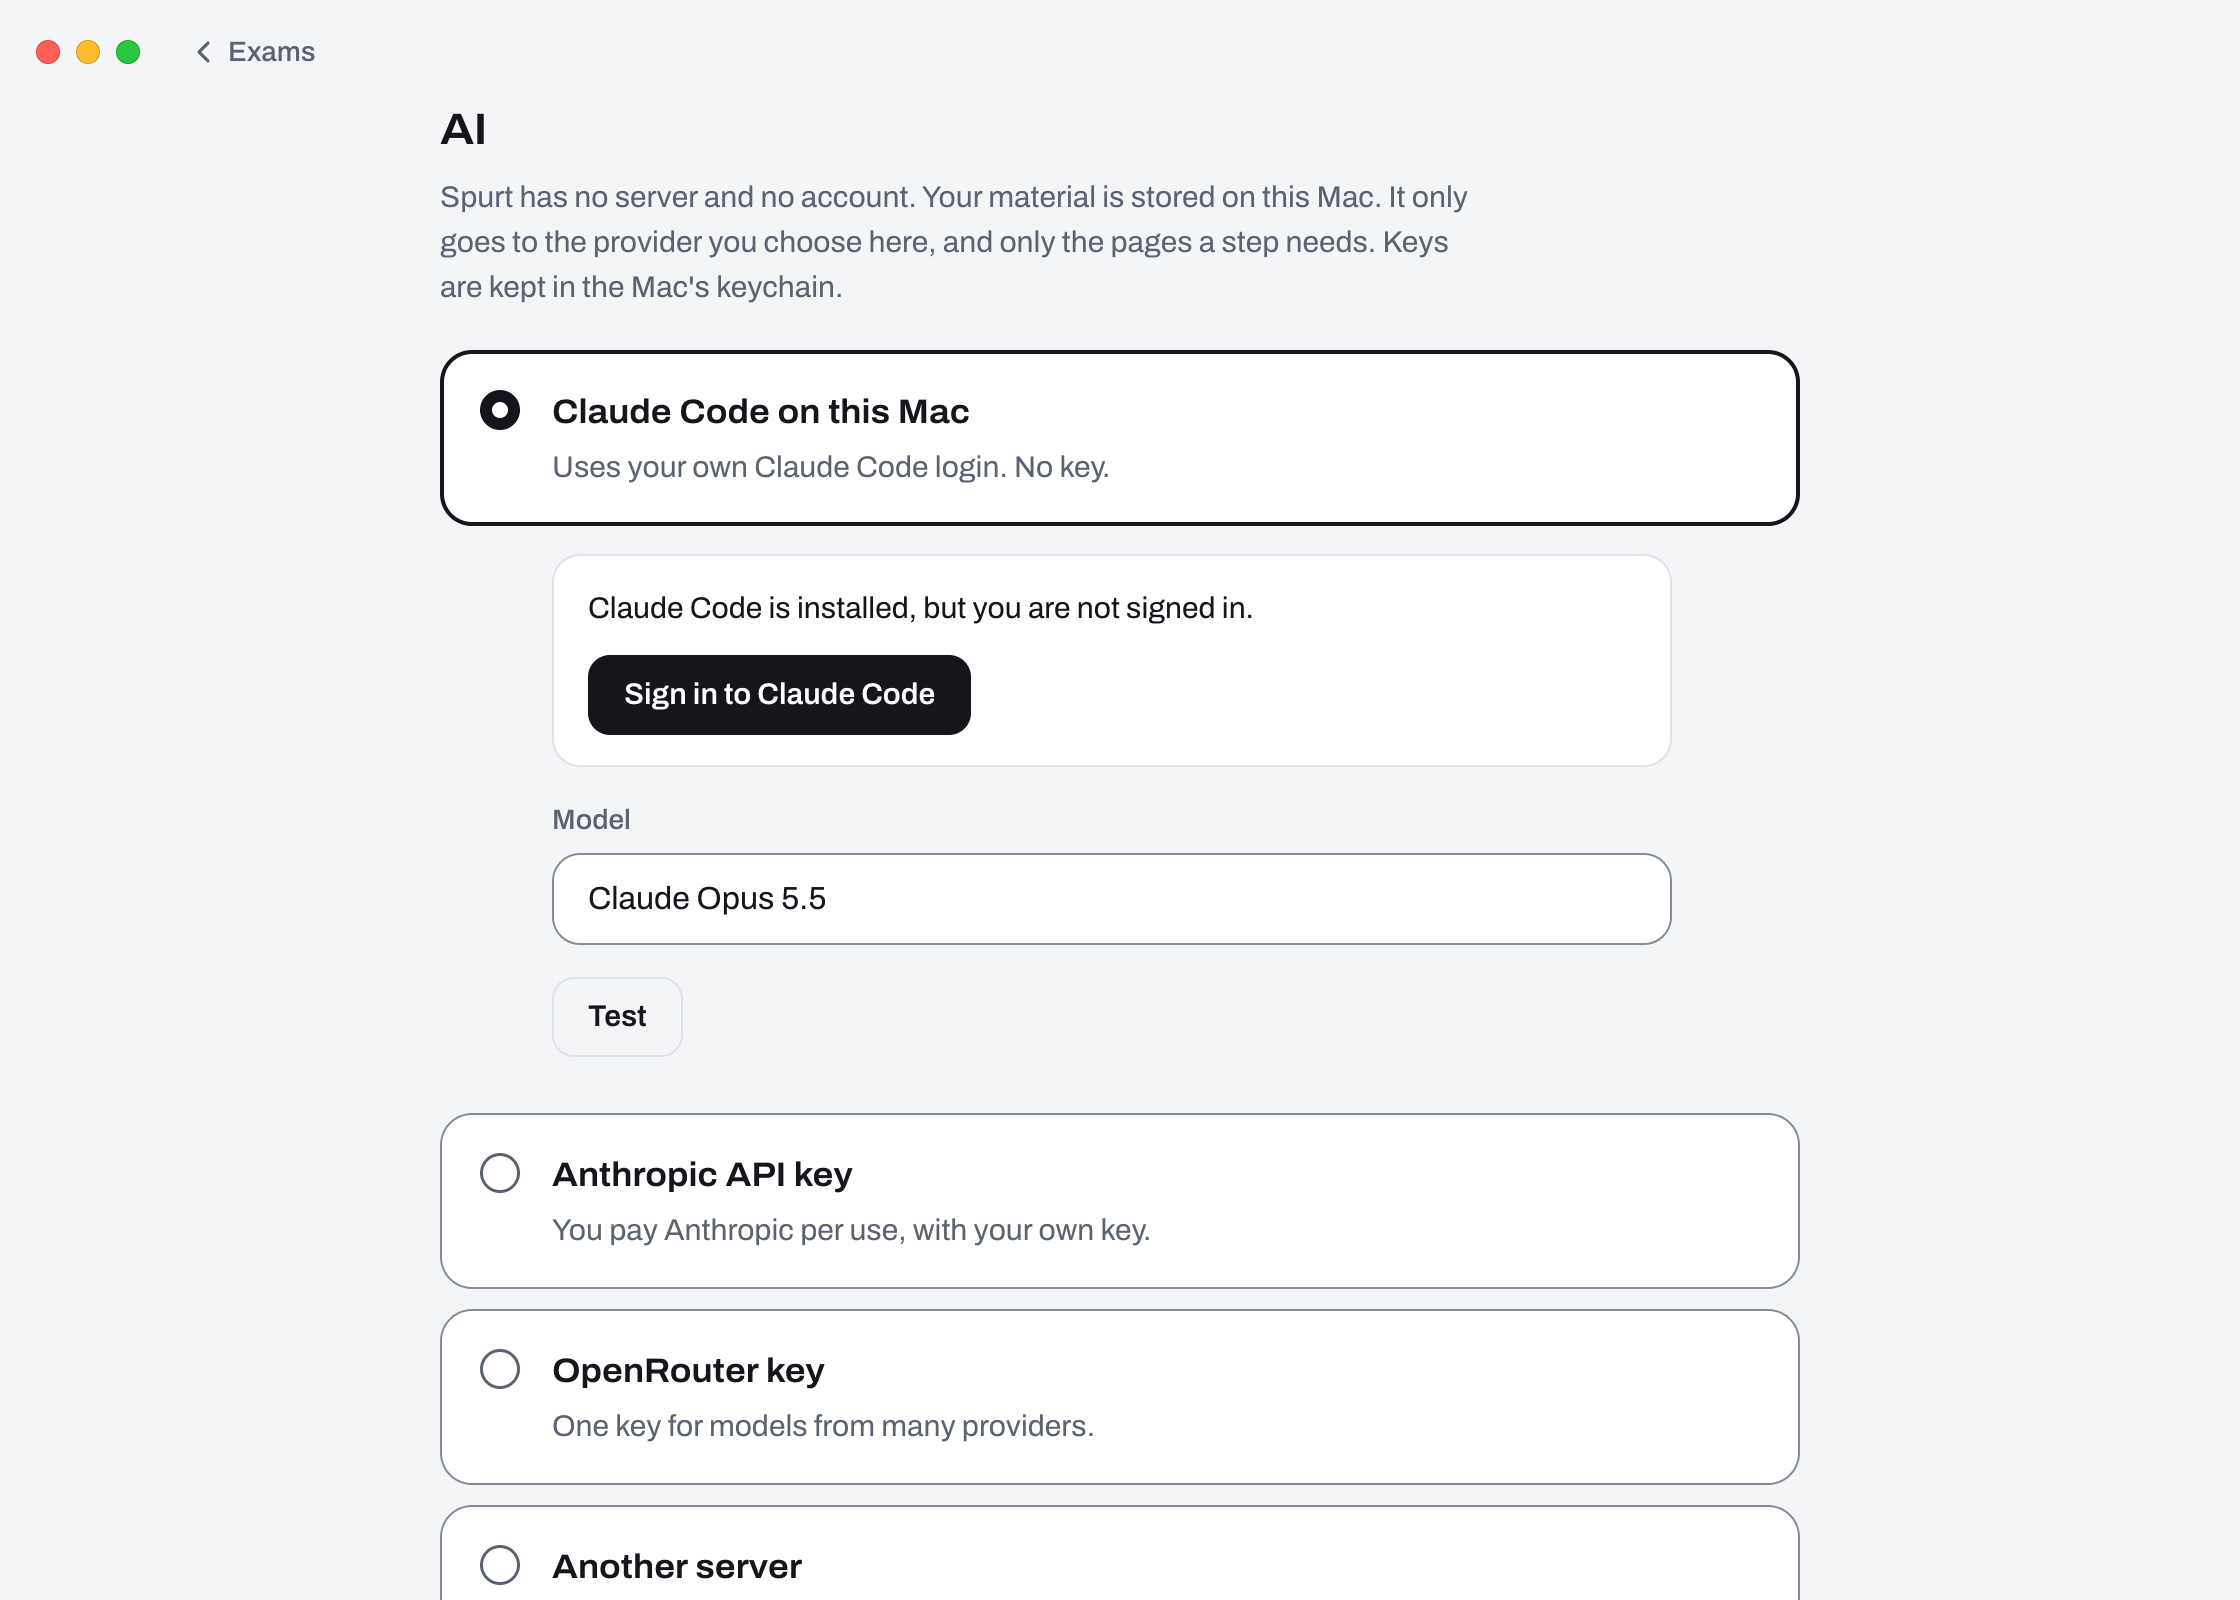 Exams
AI
Spurt has no server and no account. Your material is stored on this Mac. It only
goes to the provider you choose here, and only the pages a step needs. Keys
are kept in the Mac's keychain.
Claude Code on this Mac
Uses your own Claude Code login. No key.
Claude Code is installed, but you are not signed in.
Sign in to Claude Code
Model
Claude Opus 5.5
Test
Anthropic API key
You pay Anthropic per use, with your own key.
OpenRouter key
One key for models from many providers.
Another server